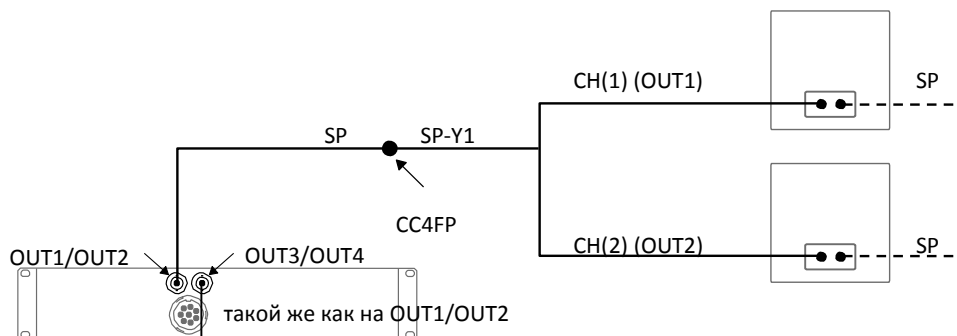 CH(1) (OUT1)
SP
SP
SP-Y1
CC4FP
CH(2) (OUT2)
SP
OUT1/OUT2
OUT3/OUT4
такой же как на OUT1/OUT2